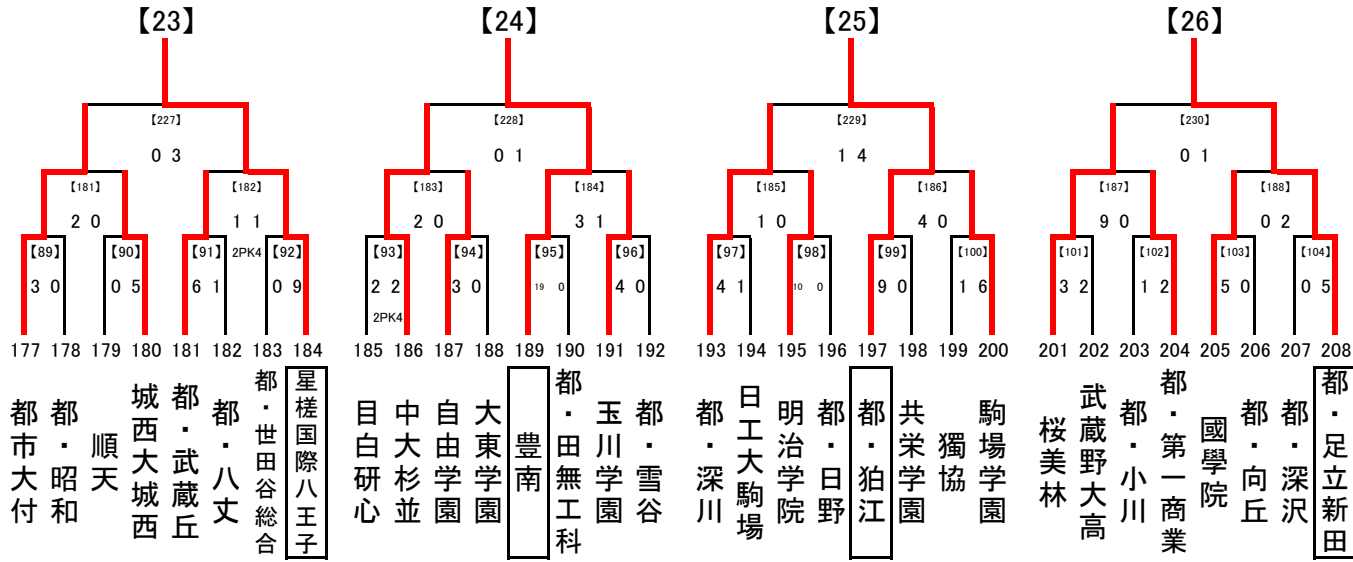 【23】 【24】 【25】 【26】
【227】 【228】 【229】 【230】
0 3 0 1 1 4 0 1
【181】 【182】 【183】 【184】 【185】 【186】 【187】 【188】
2 0 1 1 2 0 3 1 1 0 4 0 9 0 0 2
【89】 【90】 【91】 2PK4 【92】 【93】 【94】 【95】 【96】 【97】 【98】 【99】 【100】 【101】 【102】 【103】 【104】
3 0 0 5 6 1 0 9 2 2 3 0 19 0 4 0 4 1 10 0 9 0 1 6 3 2 1 2 5 0 0 5
2PK4
177 178 179 180 181 182 183 184 185 186 187 188 189 190 191 192 193 194 195 196 197 198 199 200 201 202 203 204 205 206 207 208
都市大付
都・昭和
順天
城西大城西
都・武蔵丘
都・八丈
都・世田谷総合
星槎国際八王子
目白研心
中大杉並
自由学園
大東学園
豊南
都・田無工科
玉川学園
都・雪谷
都・深川
日工大駒場
明治学院
都・日野
都・狛江
共栄学園
獨協
駒場学園
桜美林
武蔵野大高
都・小川
都・第一商業
國學院
都・向丘
都・深沢
都・足立新田